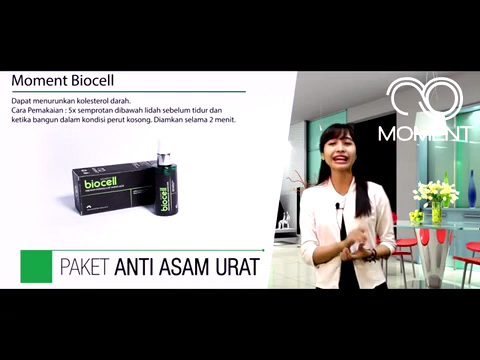 Moment Biocell
Dapat menurunkan kolesterol darah.
Cara Pemakaian : 5x semprotan dibawah lidah sebelum tidur dan
ketika bangun dalam kondisi perut kosong. Diamkan selama 2 menit.
MOMENT
biocell
biocell
PAKET ANTI ASAM URAT